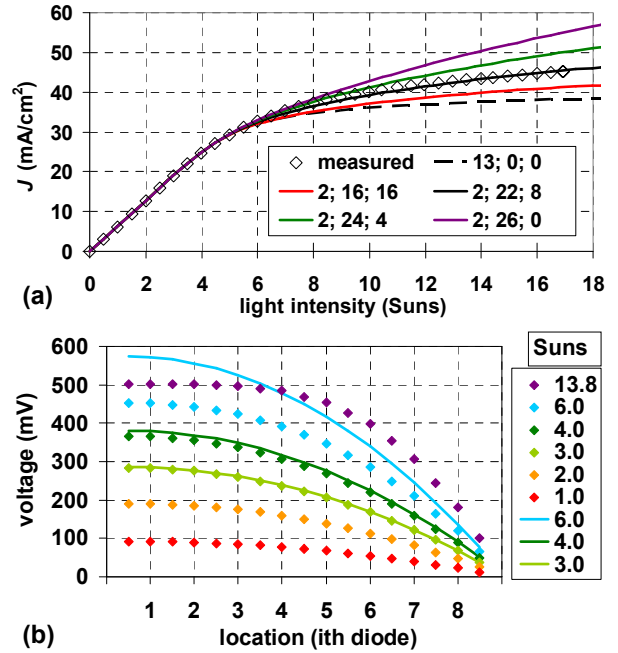 60
50
40
30
20
10
0
J (mA/cm²)
measured
13; 0; 0
2; 16; 16
2; 22; 8
2; 24; 4
2; 26; 0
0 2 4 6 8 10 12 14 16 18
(a) light intensity (Suns)
600
500
400
300
200
100
0
voltage (mV)
Suns
13.8
6.0
4.0
3.0
2.0
1.0
6.0
4.0
3.0
1 2 3 4 5 6 7 8
(b) location (ith diode)